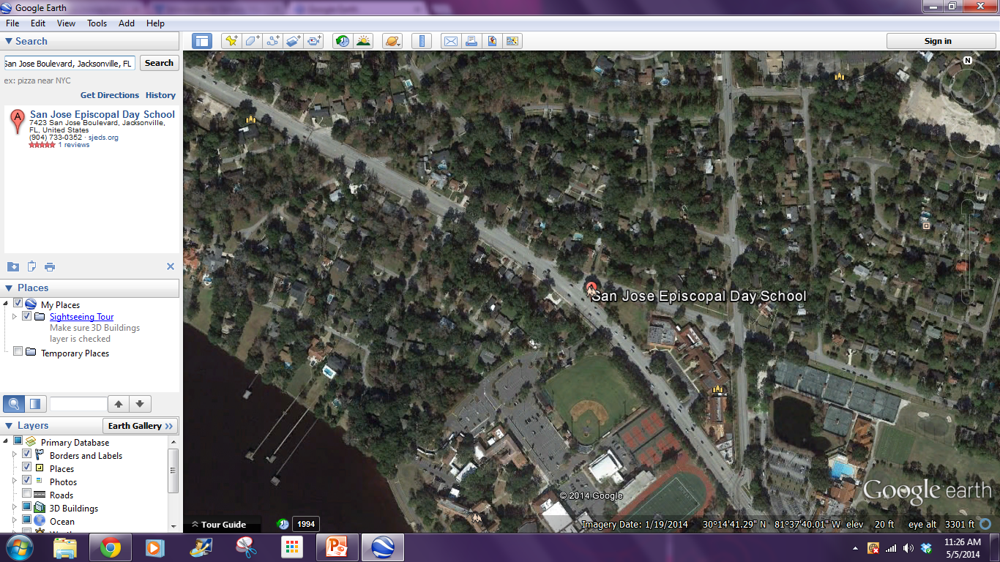 Google Earth
File Edit View Tools Add Help
Search
San Jose Boulevard, Jacksonville, FL
Search
ex: pizza near NYC
Get Directions History
A
San Jose Episcopal Day School
7423 San Jose Boulevard, Jacksonville,
FL, United States
(904) 733-0352 · sjeds.org
1 reviews
Places
My Places
Sightseeing Tour
Make sure 3D Buildings
layer is checked
Temporary Places
Layers
Earth Gallery »
Primary Database
Borders and Labels
Places
Photos
Roads
3D Buildings
Ocean
Sign in
N
San Jose Episcopal Day School
© 2014 Google
Google earth
Tour Guide
1994
Imagery Date: 1/19/2014 30°14'41.29" N 81°37'40.01" W elev 20 ft eye alt 3301 ft
11:26 AM
5/5/2014